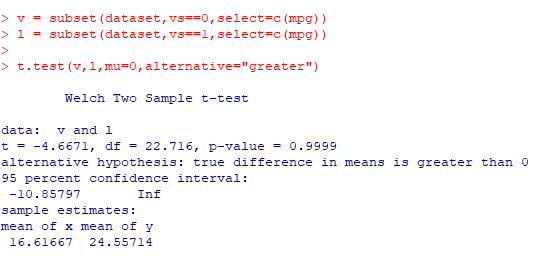 > v = subset(dataset,vs==0,select=c(mpg))
> l = subset(dataset,vs==1,select=c(mpg))
>
> t.test(v,l,mu=0,alternative="greater")
Welch Two Sample t-test
data:  v and l
t = -4.6671, df = 22.716, p-value = 0.9999
alternative hypothesis: true difference in means is greater than 0
95 percent confidence interval:
-10.85797       Inf
sample estimates:
mean of x mean of y
16.61667  24.55714